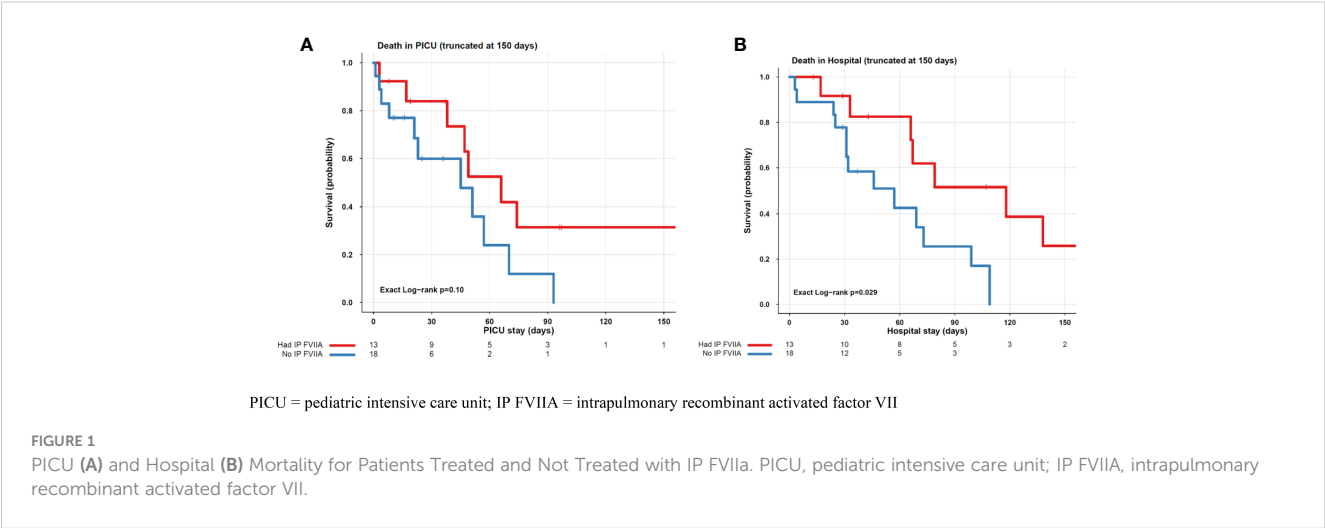 A
Death in PICU (truncated at 150 days)
Survival (probability)
1.0
0.8
0.6
0.4
0.2
0.0
Exact Log−rank p=0.10
0 30 60 90 120 150
PICU stay (days)
Had IP FVIIA 13 9 5 3 1 1
No IP FVIIA 18 6 2 1
B
Death in Hospital (truncated at 150 days)
Survival (probability)
1.0
0.8
0.6
0.4
0.2
0.0
Exact Log−rank p=0.029
0 30 60 90 120 150
Hospital stay (days)
Had IP FVIIA 13 10 8 5 3 2
No IP FVIIA 18 12 5 3
PICU = pediatric intensive care unit; IP FVIIA = intrapulmonary recombinant activated factor VII
FIGURE 1
PICU (A) and Hospital (B) Mortality for Patients Treated and Not Treated with IP FVIIa. PICU, pediatric intensive care unit; IP FVIIA, intrapulmonary
recombinant activated factor VII.